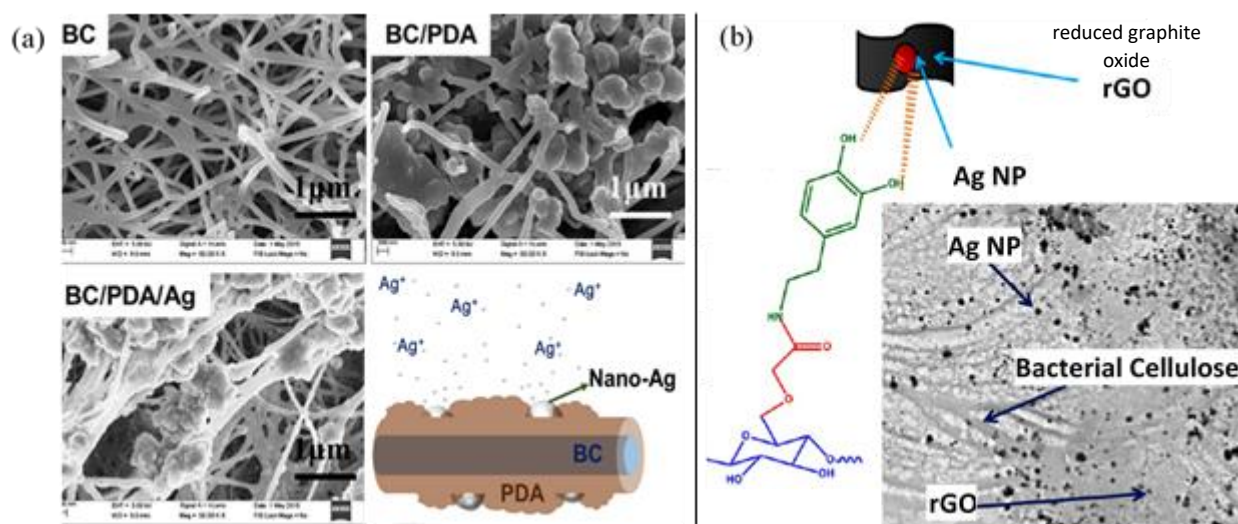 (a)
BC
1μm
BC/PDA
1μm
BC/PDA/Ag
1μm
Ag⁺
Ag⁺
Ag⁺
Ag⁺
Ag⁺
Nano-Ag
BC
PDA
(b)
reduced graphite
oxide
rGO
Ag NP
OH
OH
HN
O
O
O
O
HO
OH
Ag NP
Bacterial Cellulose
rGO